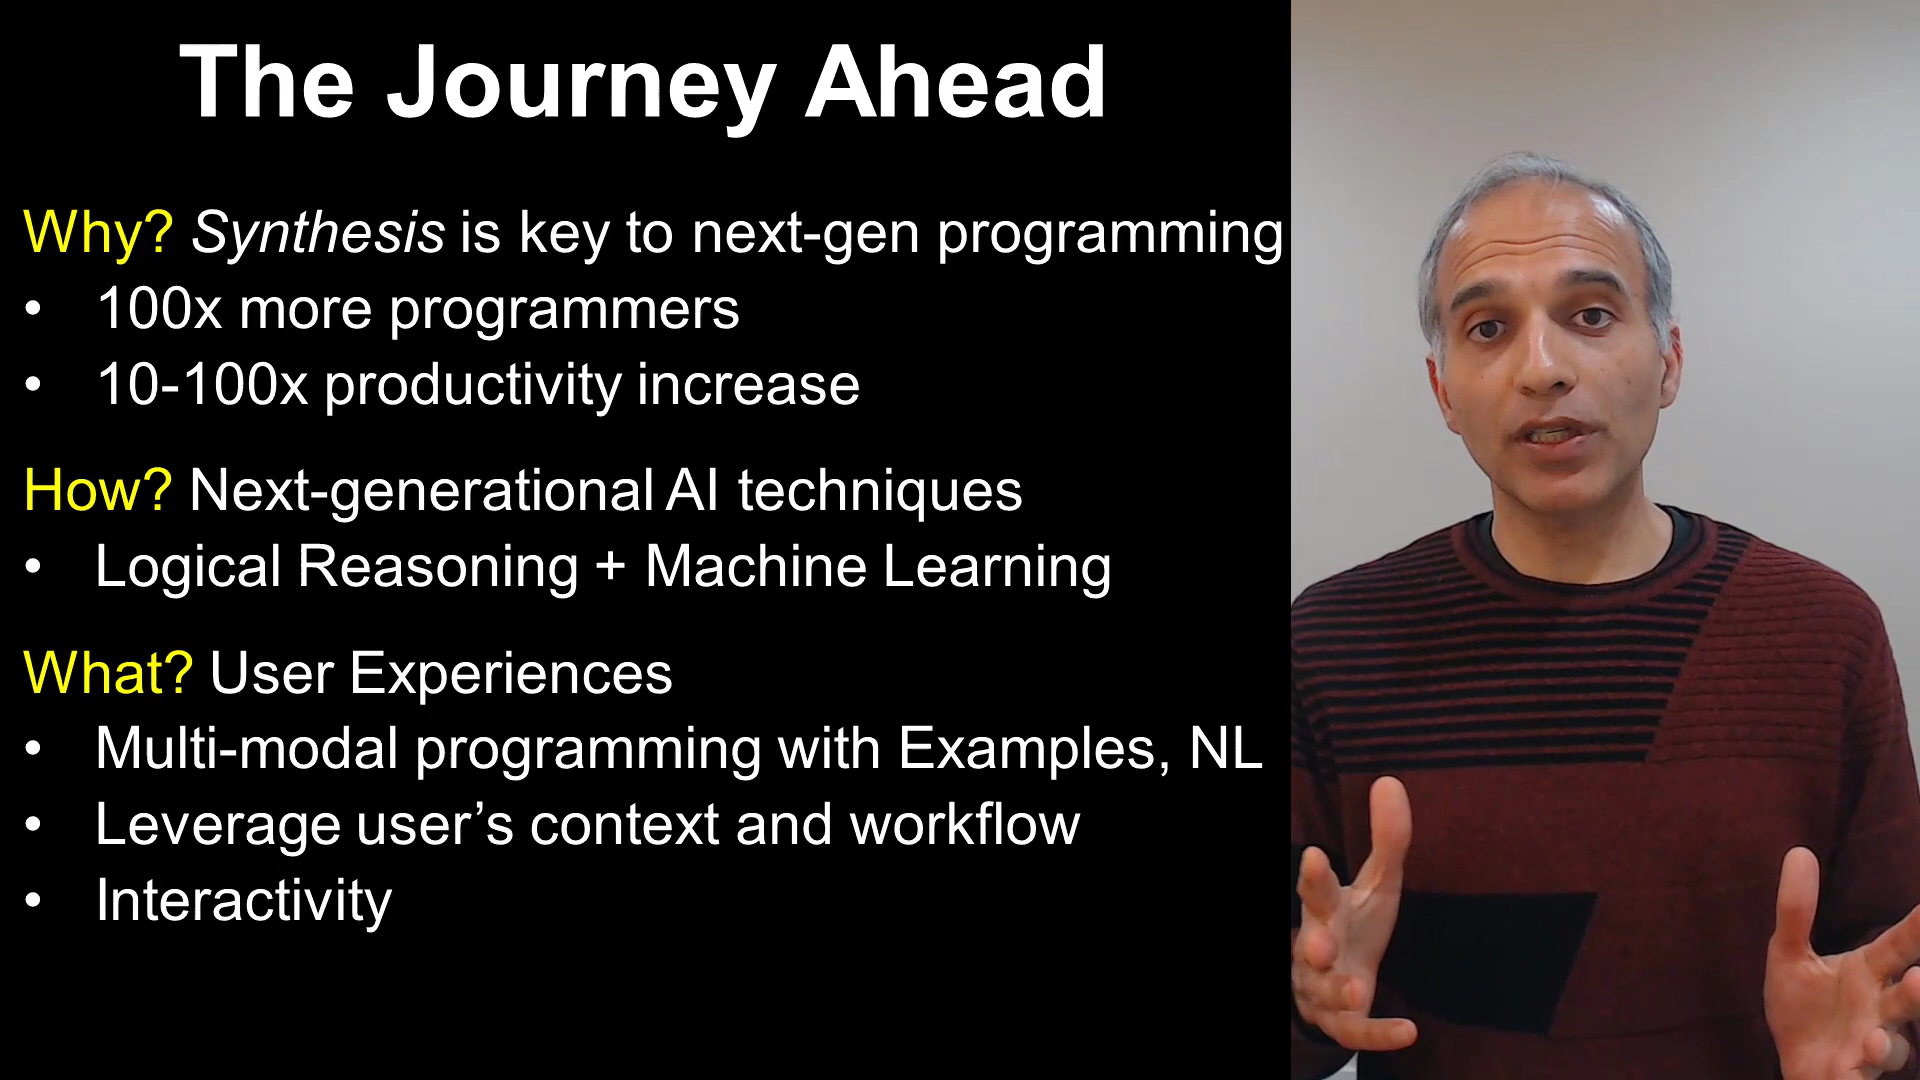 The Journey Ahead
Why? Synthesis is key to next-gen programming
• 100x more programmers
• 10-100x productivity increase
How? Next-generational AI techniques
• Logical Reasoning + Machine Learning
What? User Experiences
• Multi-modal programming with Examples, NL
• Leverage user’s context and workflow
• Interactivity